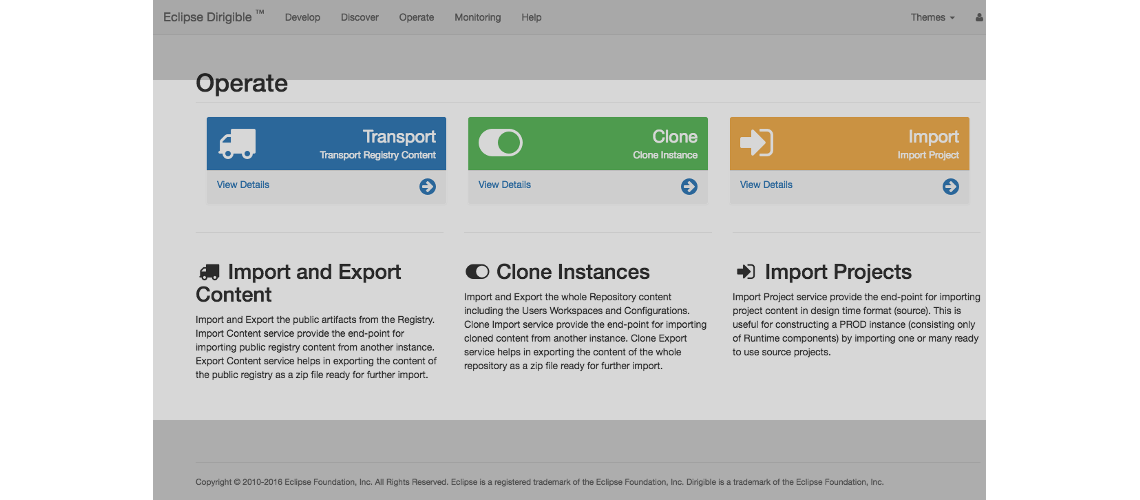 Eclipse Dirigible ™ Develop Discover Operate Monitoring Help Themes
Operate
Transport
Transport Registry Content
View Details
Clone
Clone Instance
View Details
Import
Import Project
View Details
Import and Export
Content
Import and Export the public artifacts from the Registry.
Import Content service provide the end-point for
importing public registry content from another instance.
Export Content service helps in exporting the content of
the public registry as a zip file ready for further import.
Clone Instances
Import and Export the whole Repository content
including the Users Workspaces and Configurations.
Clone Import service provide the end-point for importing
cloned content from another instance. Clone Export
service helps in exporting the content of the whole
repository as a zip file ready for further import.
Import Projects
Import Project service provide the end-point for importing
project content in design time format (source). This is
useful for constructing a PROD instance (consisting only
of Runtime components) by importing one or many ready
to use source projects.
Copyright © 2010-2016 Eclipse Foundation, Inc. All Rights Reserved. Eclipse is a registered trademark of the Eclipse Foundation, Inc. Dirigible is a trademark of the Eclipse Foundation, Inc.